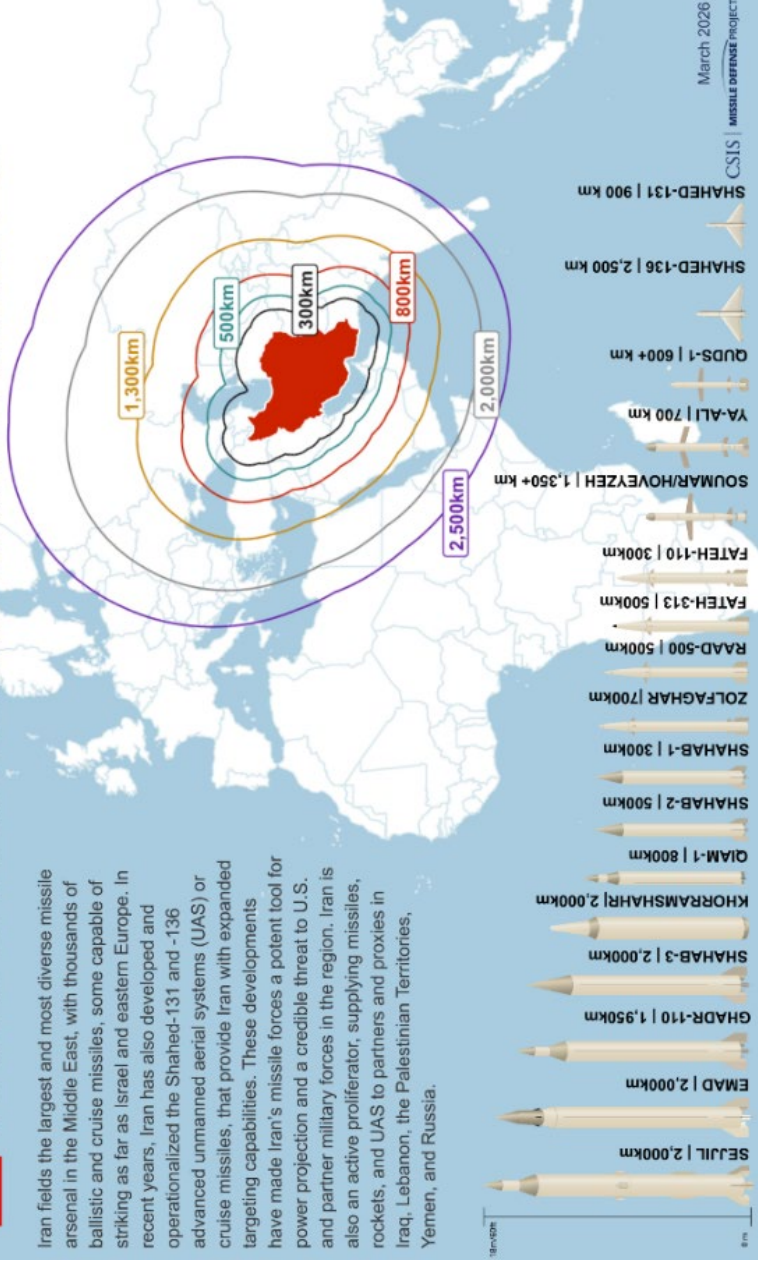 Iran fields the largest and most diverse missile
arsenal in the Middle East, with thousands of
ballistic and cruise missiles, some capable of
striking as far as Israel and eastern Europe. In
recent years, Iran has also developed and
operationalized the Shahed-131 and -136
advanced unmanned aerial systems (UAS) or
cruise missiles, that provide Iran with expanded
targeting capabilities. These developments
have made Iran's missile forces a potent tool for
power projection and a credible threat to U.S.
and partner military forces in the region. Iran is
also an active proliferator, supplying missiles,
rockets, and UAS to partners and proxies in
Iraq, Lebanon, the Palestinian Territories,
Yemen, and Russia.
1,300km
500km
300km
800km
2,000km
2,500km
SEJJIL | 2,000km
EMAD | 2,000km
GHADR-110 | 1,950km
SHAHAB-3 | 2,000km
KHORRAMSHAHR| 2,000km
QIAM-1 | 800km
SHAHAB-2 | 500km
SHAHAB-1 | 300km
ZOLFAGHAR |700km
RAAD-500 | 500km
FATEH-313 | 500km
FATEH-110 | 300km
SOUMAR/HOVEYZEH | 1,350+ km
YA-ALI | 700 km
QUDS-1 | 600+ km
SHAHED-136 | 2,500 km
SHAHED-131 | 900 km
18m/60ft
0 m
March 2026
CSIS | MISSILE DEFENSE PROJECT